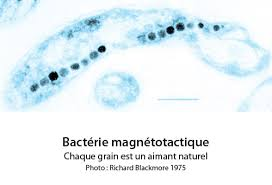 Bactérie magnétotactique
Chaque grain est un aimant naturel
Photo : Richard Blackmore 1975